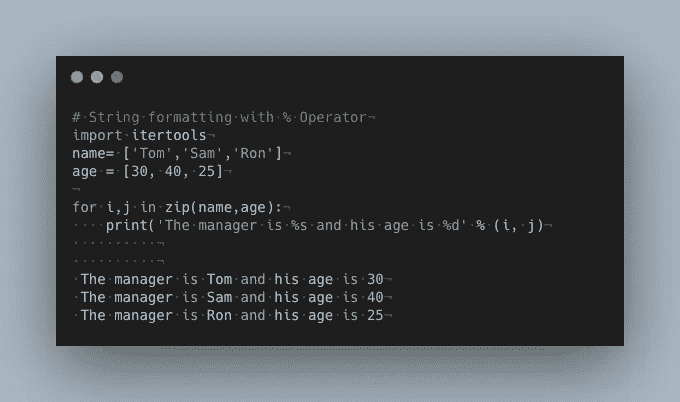 # String formatting with % Operator
import itertools
name= ['Tom','Sam','Ron']
age = [30, 40, 25]
for i,j in zip(name,age):
    print('The manager is %s and his age is %d' % (i, j)
 The manager is Tom and his age is 30
 The manager is Sam and his age is 40
 The manager is Ron and his age is 25